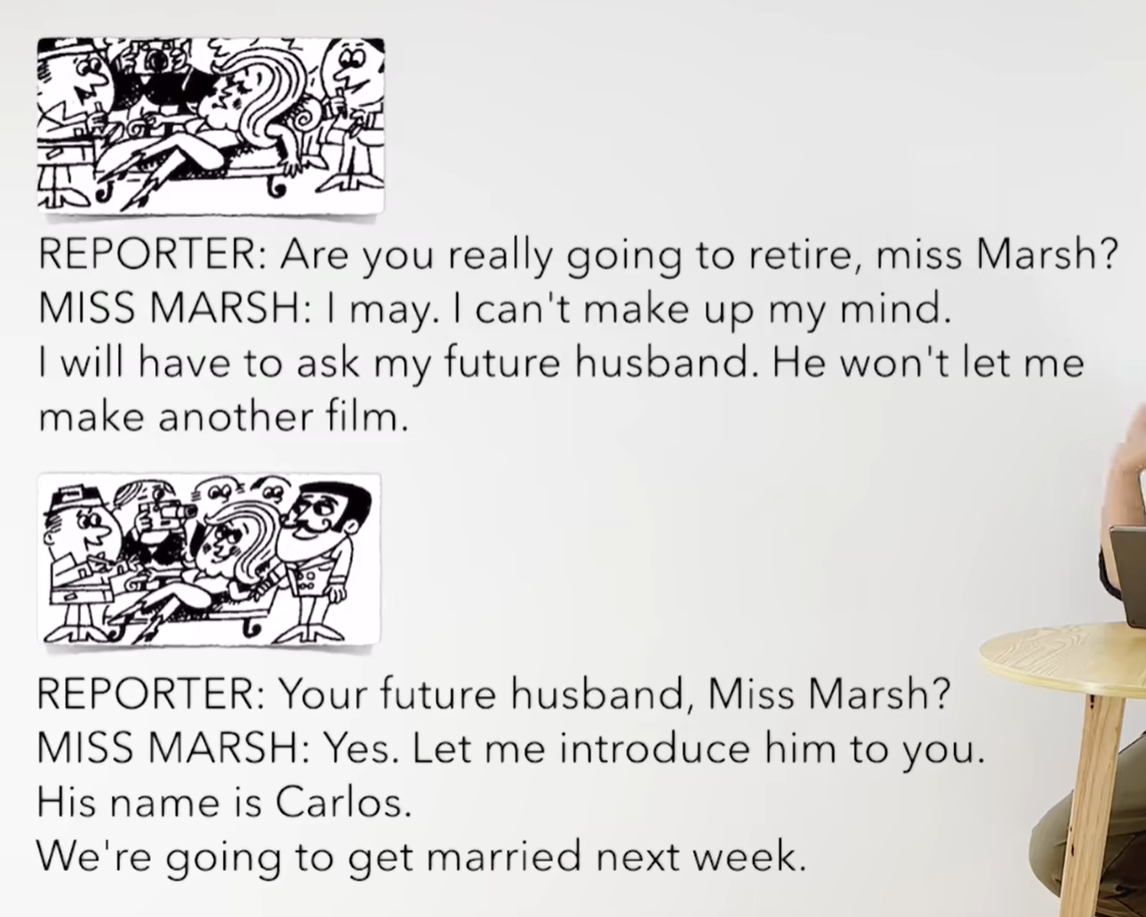 REPORTER: Are you really going to retire, miss Marsh?
MISS MARSH: I may. I can't make up my mind.
I will have to ask my future husband. He won't let me
make another film.
REPORTER: Your future husband, Miss Marsh?
MISS MARSH: Yes. Let me introduce him to you.
His name is Carlos.
We're going to get married next week.